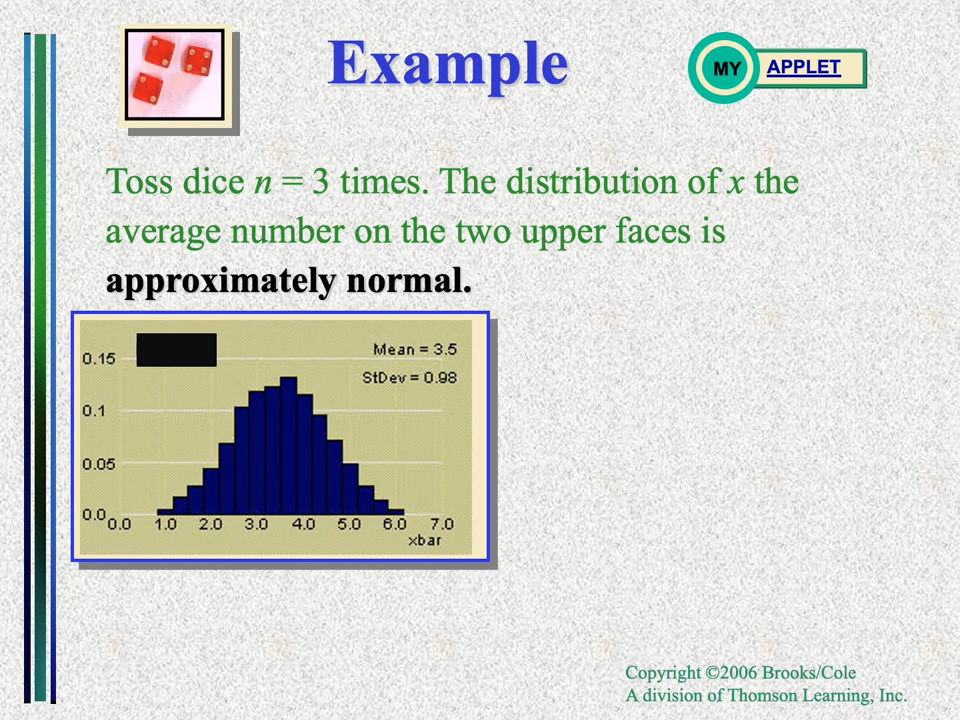 Example
MY APPLET
Toss dice n = 3 times. The distribution of x the
average number on the two upper faces is
approximately normal.
Mean = 3.5
0.15
StDev = 0.98
0.1
0.05
0.0
0.0 1.0 2.0 3.0 4.0 5.0 6.0 7.0
xbar
Copyright ©2006 Brooks/Cole
A division of Thomson Learning, Inc.